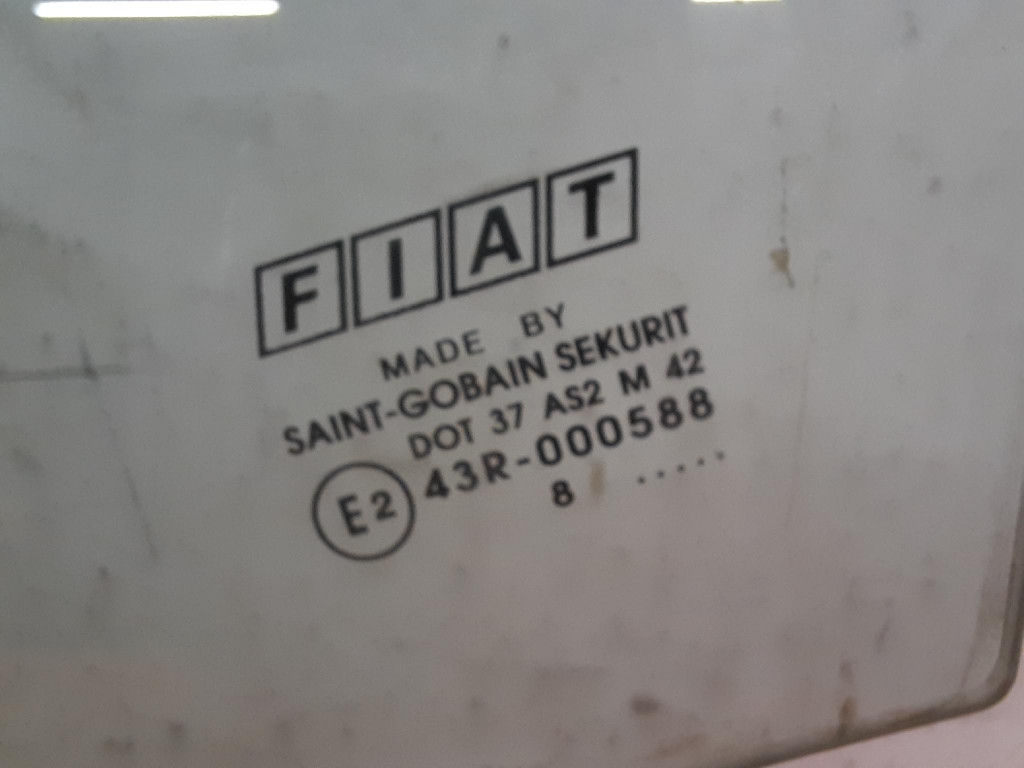 FIAT
MADE BY
SAINT-GOBAIN SEKURIT
DOT 37 AS2 M 42
E2 43R-000588
8 .....